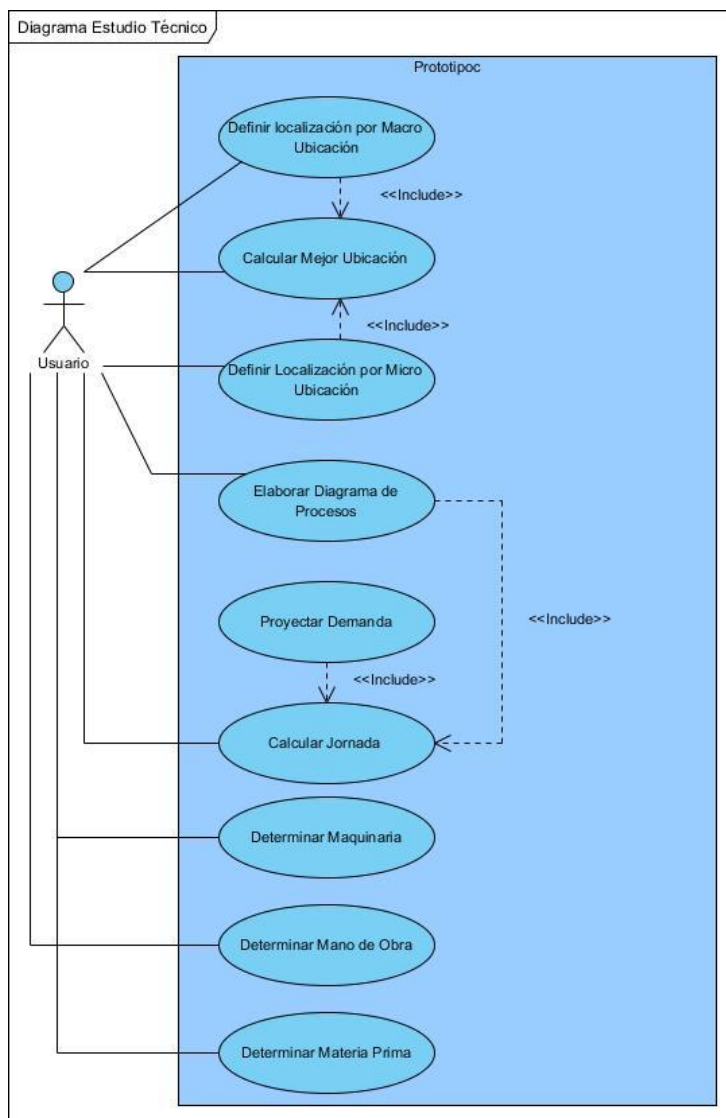 Diagrama Estudio Técnico
Prototipoc
Definir localización por Macro
Ubicación
<<Include>>
Calcular Mejor Ubicación
<<Include>>
Usuario
Definir Localización por Micro
Ubicación
Elaborar Diagrama de
Procesos
Proyectar Demanda
<<Include>>
<<Include>>
Calcular Jornada
Determinar Maquinaria
Determinar Mano de Obra
Determinar Materia Prima